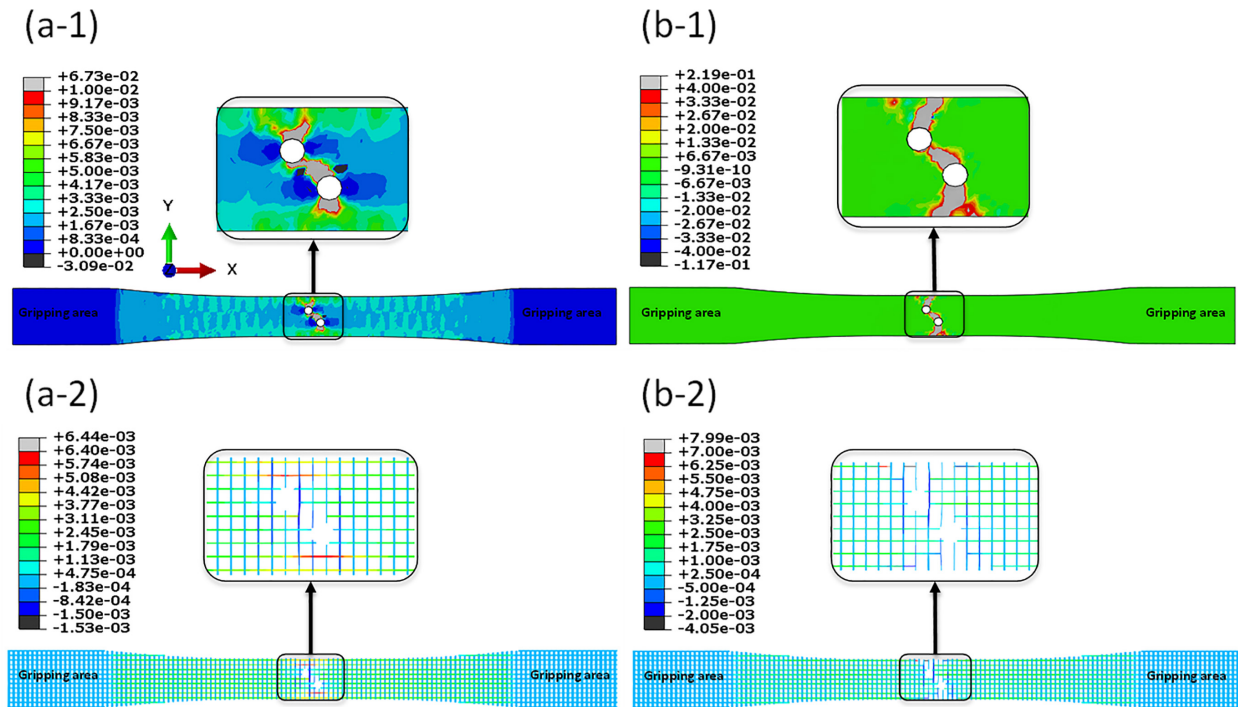 (a-1)
+6.73e-02
+1.00e-02
+9.17e-03
+8.33e-03
+7.50e-03
+6.67e-03
+5.83e-03
+5.00e-03
+4.17e-03
+3.33e-03
+2.50e-03
+1.67e-03
+8.33e-04
+0.00e+00
-3.09e-02
Y
X
Z
Gripping area
Gripping area
(b-1)
+2.19e-01
+4.00e-02
+3.33e-02
+2.67e-02
+2.00e-02
+1.33e-02
+6.67e-03
-9.31e-10
-6.67e-03
-1.33e-02
-2.00e-02
-2.67e-02
-3.33e-02
-4.00e-02
-1.17e-01
Gripping area
Gripping area
(a-2)
+6.44e-03
+6.40e-03
+5.74e-03
+5.08e-03
+4.42e-03
+3.77e-03
+3.11e-03
+2.45e-03
+1.79e-03
+1.13e-03
+4.75e-04
-1.83e-04
-8.42e-04
-1.50e-03
-1.53e-03
Gripping area
Gripping area
(b-2)
+7.99e-03
+7.00e-03
+6.25e-03
+5.50e-03
+4.75e-03
+4.00e-03
+3.25e-03
+2.50e-03
+1.75e-03
+1.00e-03
+2.50e-04
-5.00e-04
-1.25e-03
-2.00e-03
-4.05e-03
Gripping area
Gripping area